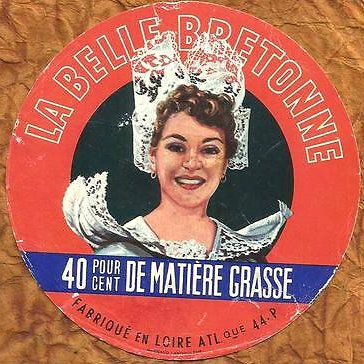 LA BELLE BRETONNE
40 POUR CENT DE MATIÈRE GRASSE
FABRIQUÉ EN LOIRE ATLQUE 44-P